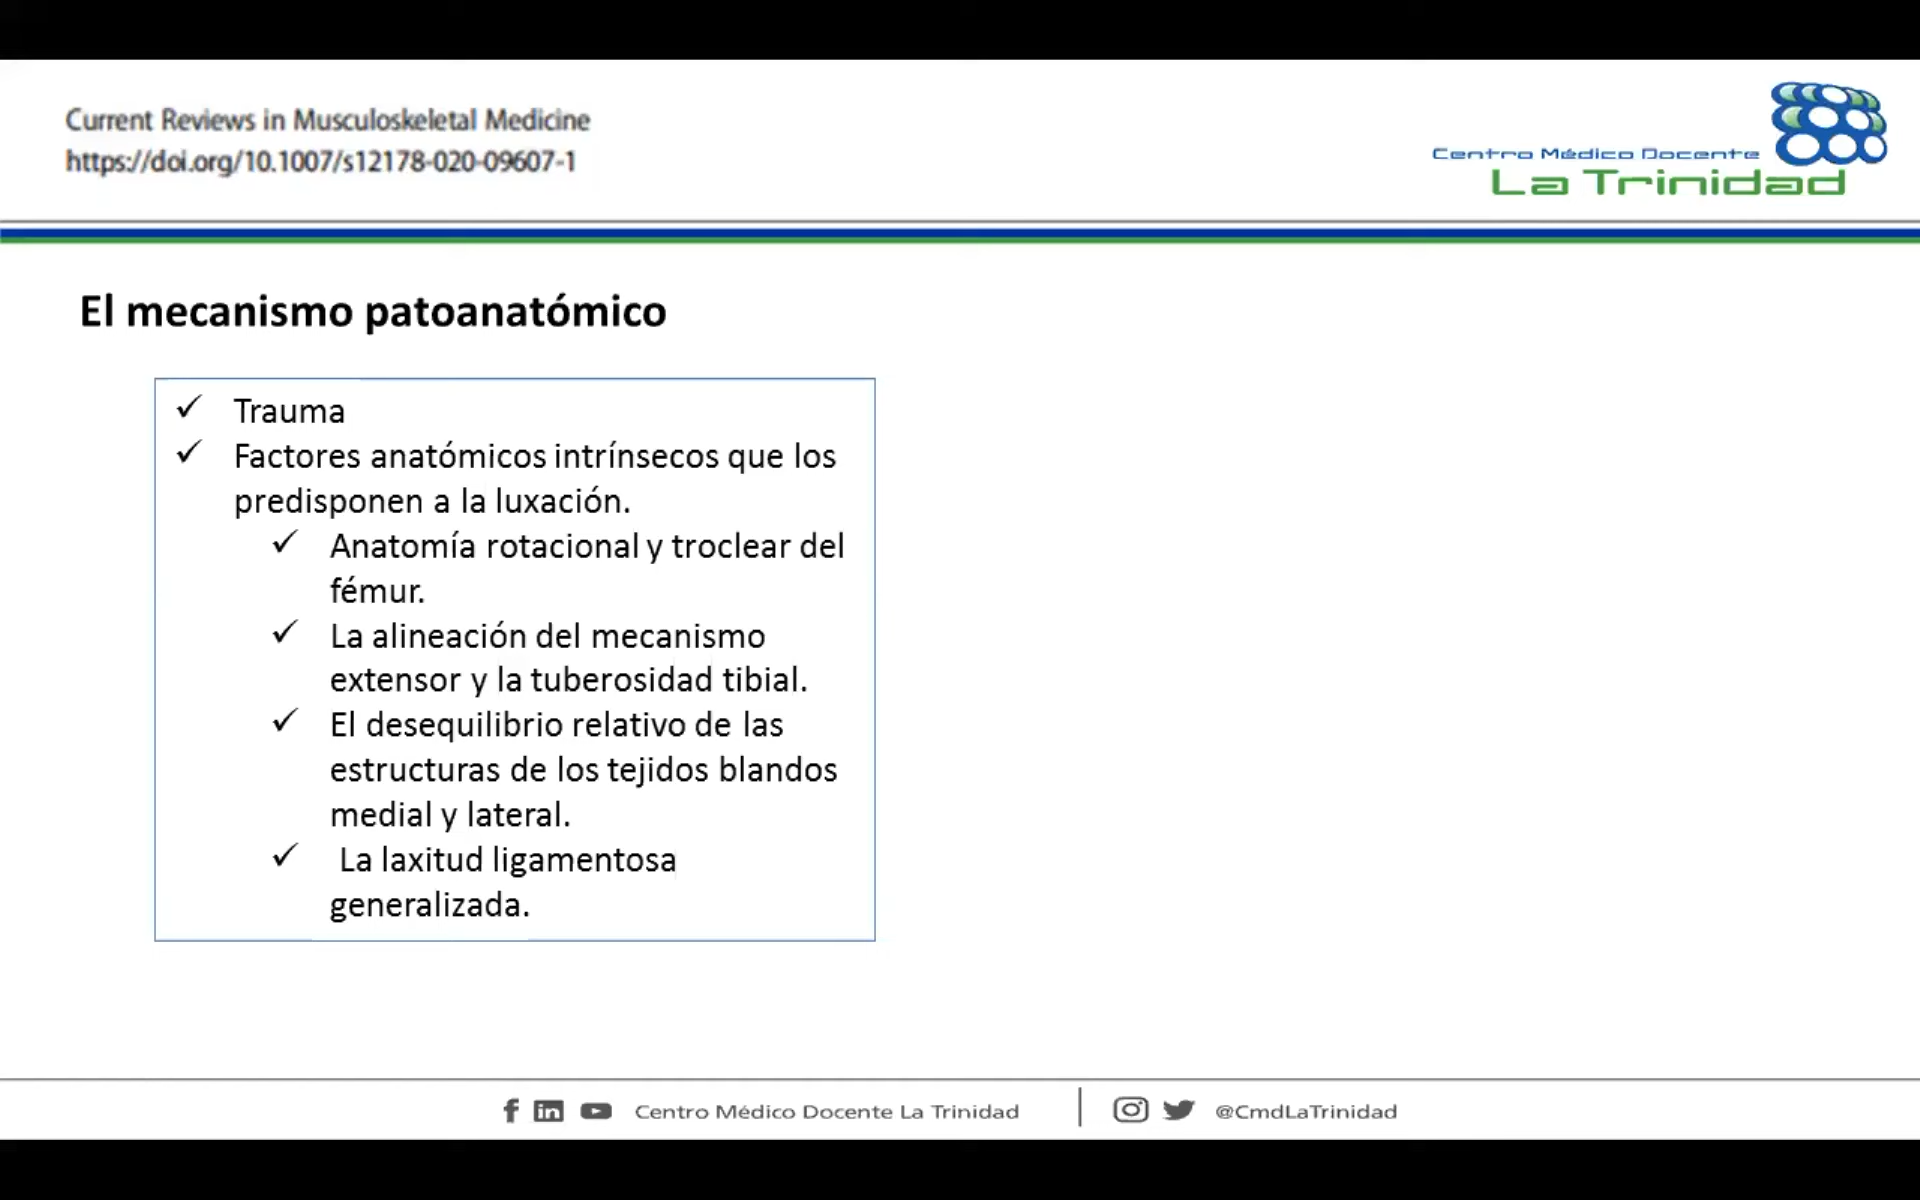 Current Reviews in Musculoskeletal Medicine
https://doi.org/10.1007/s12178-020-09607-1
Centro Médico Docente
La Trinidad
El mecanismo patoanatómico
✓ Trauma
✓ Factores anatómicos intrínsecos que los
predisponen a la luxación.
✓ Anatomía rotacional y troclear del
fémur.
✓ La alineación del mecanismo
extensor y la tuberosidad tibial.
✓ El desequilibrio relativo de las
estructuras de los tejidos blandos
medial y lateral.
✓ La laxitud ligamentosa
generalizada.
Centro Médico Docente La Trinidad
@CmdLaTrinidad